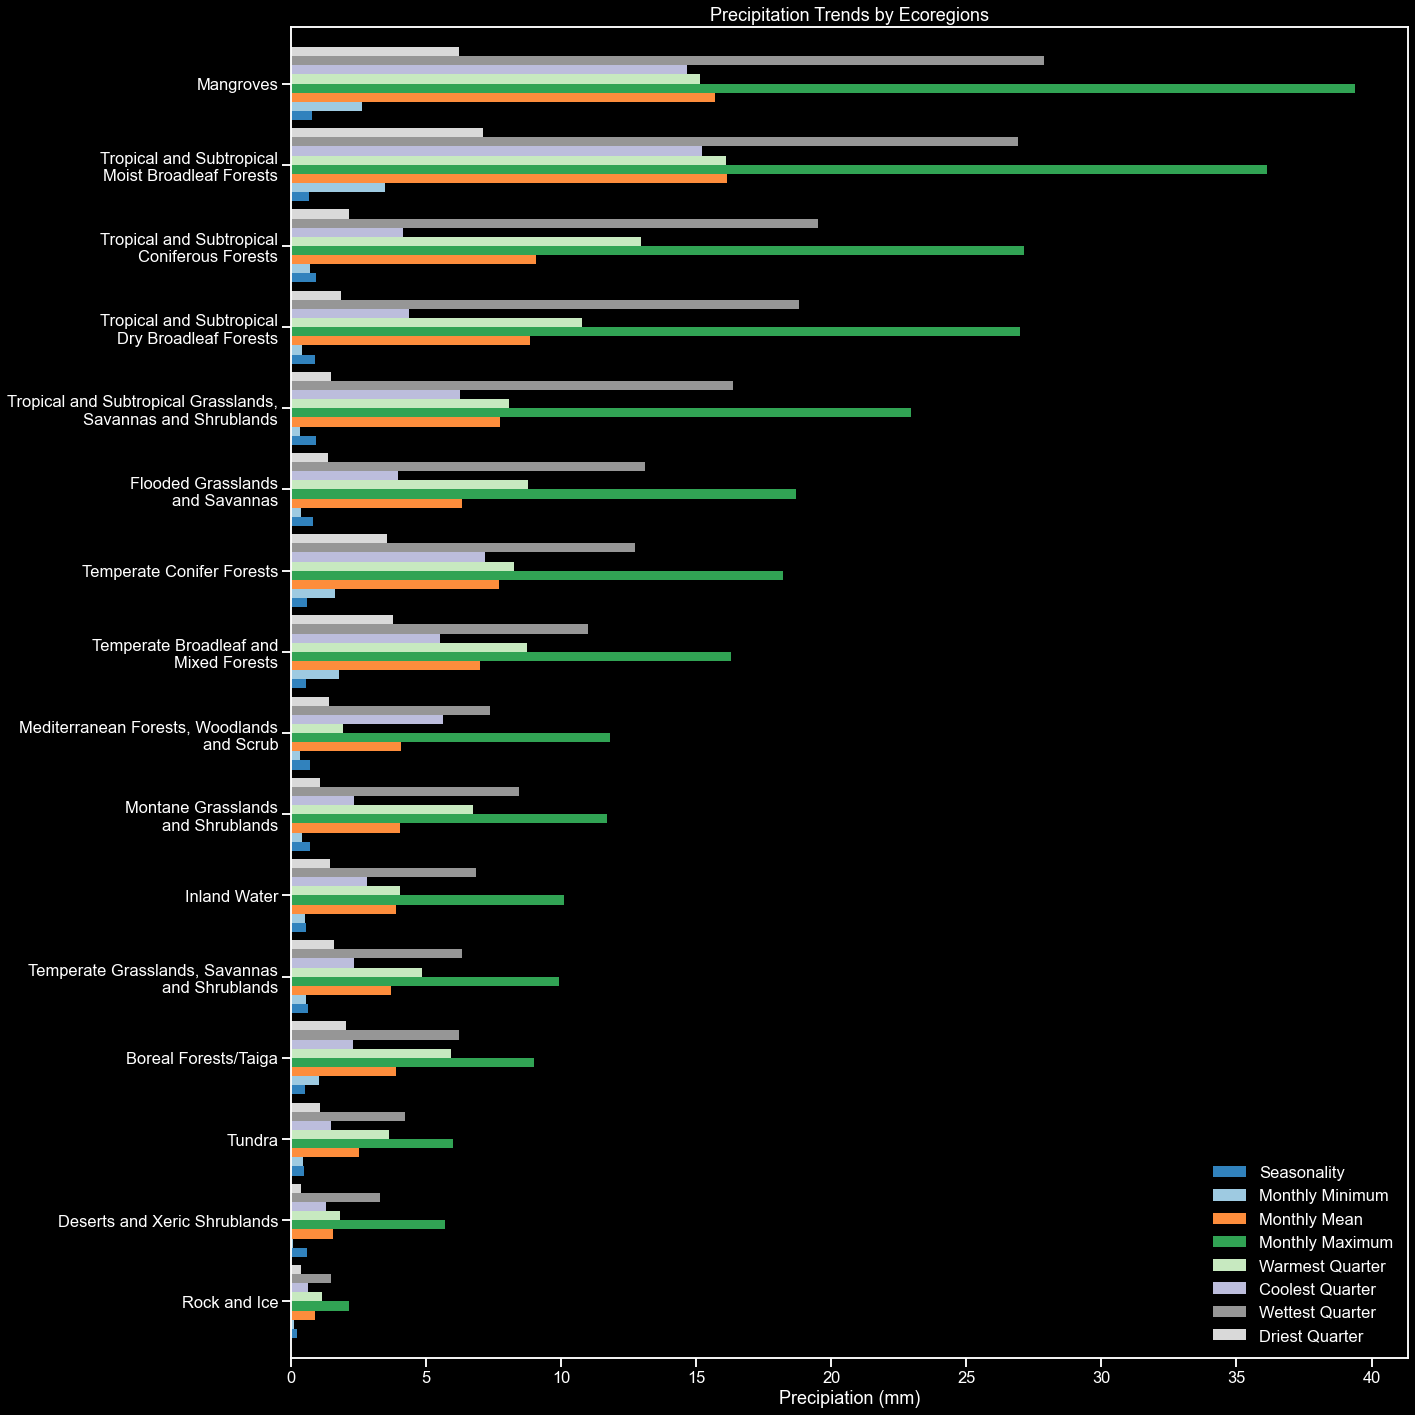 Precipitation Trends by Ecoregions
Mangroves
Tropical and Subtropical
Moist Broadleaf Forests
Tropical and Subtropical
Coniferous Forests
Tropical and Subtropical
Dry Broadleaf Forests
Tropical and Subtropical Grasslands,
Savannas and Shrublands
Flooded Grasslands
and Savannas
Temperate Conifer Forests
Temperate Broadleaf and
Mixed Forests
Mediterranean Forests, Woodlands
and Scrub
Montane Grasslands
and Shrublands
Inland Water
Temperate Grasslands, Savannas
and Shrublands
Boreal Forests/Taiga
Tundra
Deserts and Xeric Shrublands
Rock and Ice
Seasonality
Monthly Minimum
Monthly Mean
Monthly Maximum
Warmest Quarter
Coolest Quarter
Wettest Quarter
Driest Quarter
0 5 10 15 20 25 30 35 40
Precipiation (mm)